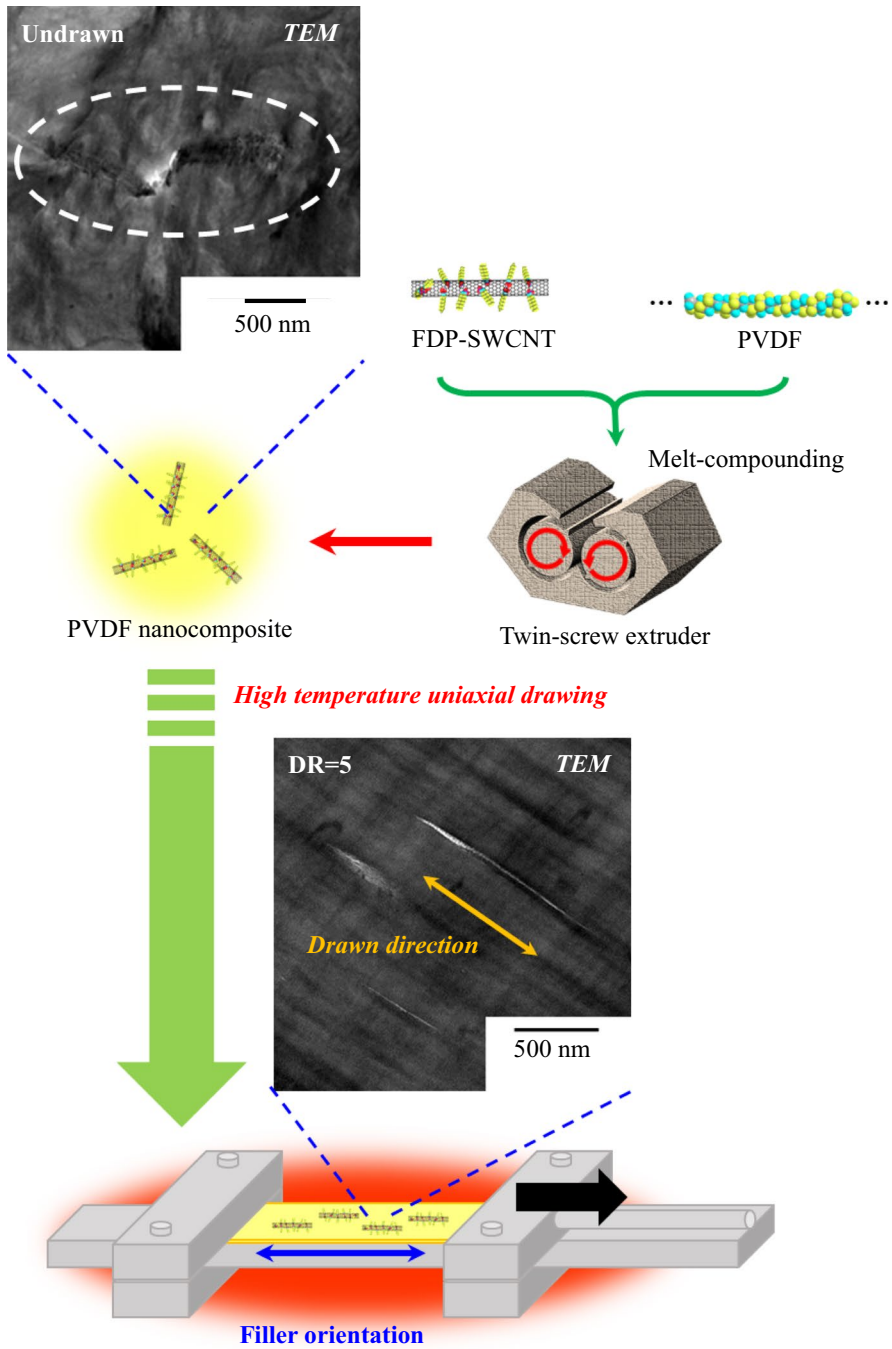 Undrawn TEM
500 nm
FDP-SWCNT
... ...
PVDF
Melt-compounding
PVDF nanocomposite
Twin-screw extruder
High temperature uniaxial drawing
DR=5 TEM
Drawn direction
500 nm
Filler orientation